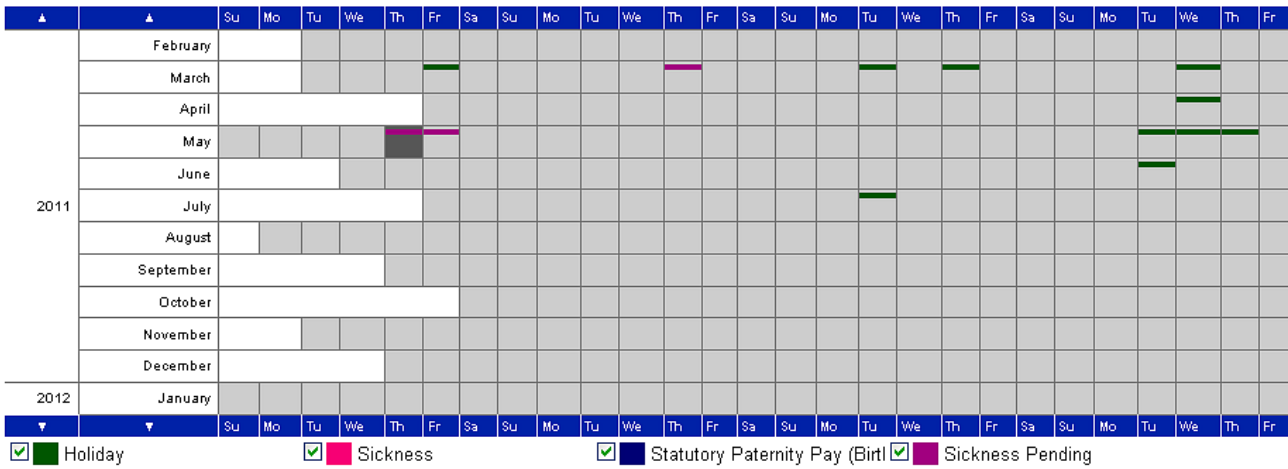 ▲ ▲ Su Mo Tu We Th Fr Sa Su Mo Tu We Th Fr Sa Su Mo Tu We Th Fr Sa Su Mo Tu We Th Fr
February
March
April
May
June
2011 July
August
September
October
November
December
2012 January
▼ ▼ Su Mo Tu We Th Fr Sa Su Mo Tu We Th Fr Sa Su Mo Tu We Th Fr Sa Su Mo Tu We Th Fr
Holiday Sickness Statutory Paternity Pay (Birtl Sickness Pending